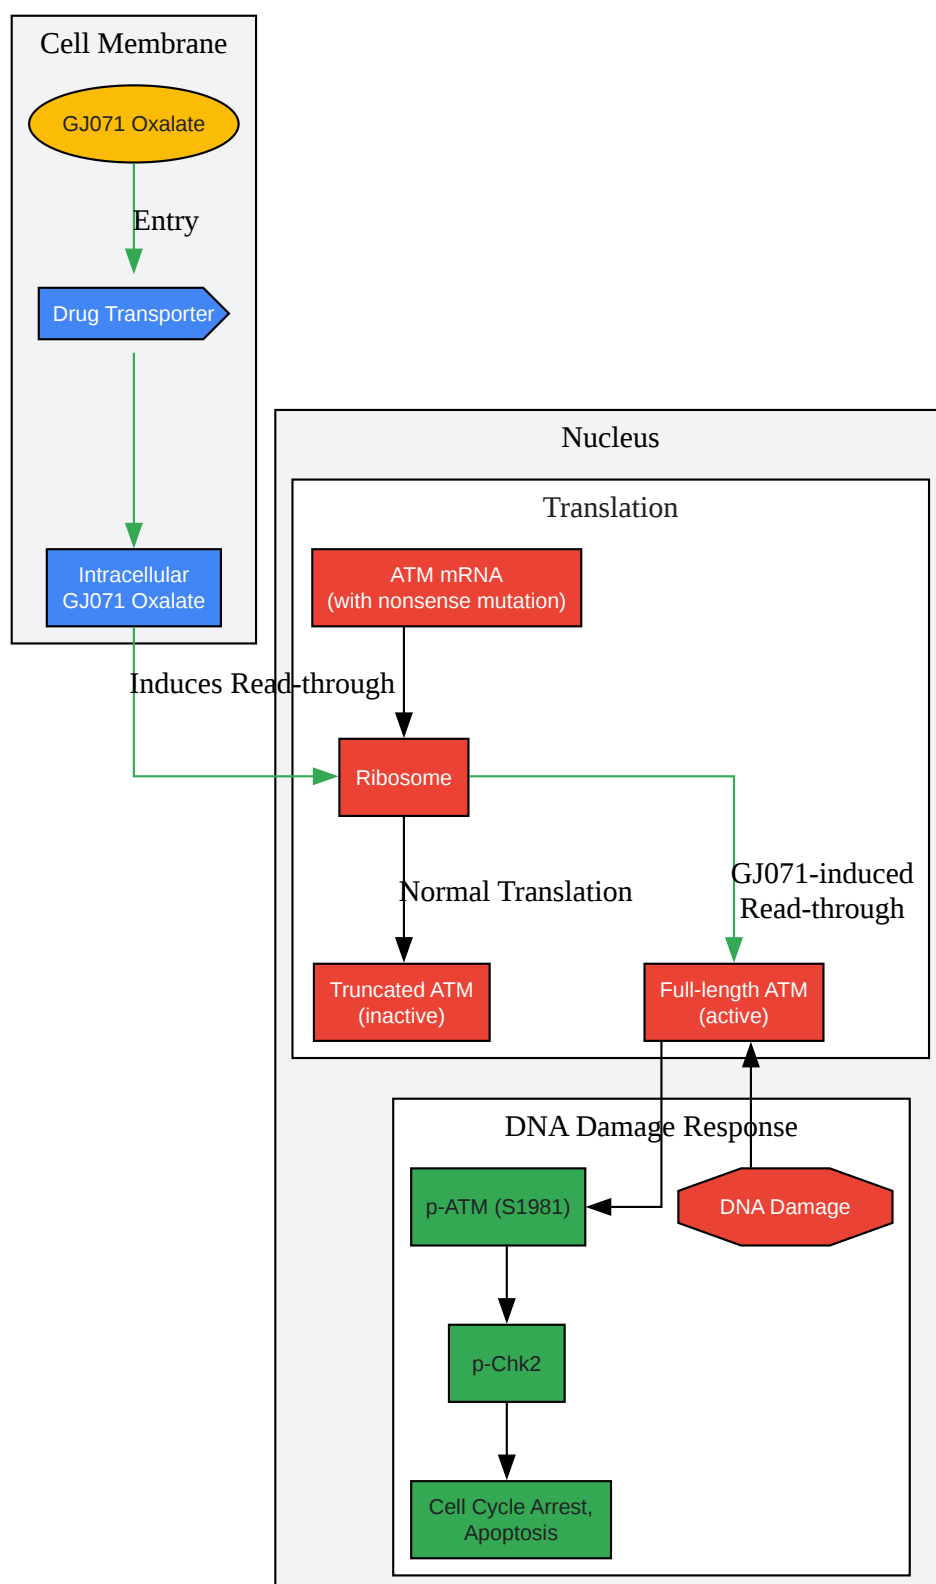 Cell Membrane
GJ071 Oxalate
Entry
Drug Transporter
Intracellular
GJ071 Oxalate
Induces Read-through
Nucleus
Translation
ATM mRNA
(with nonsense mutation)
Ribosome
Normal Translation
GJ071-induced
Read-through
Truncated ATM
(inactive)
Full-length ATM
(active)
DNA Damage Response
p-ATM (S1981)
DNA Damage
p-Chk2
Cell Cycle Arrest,
Apoptosis